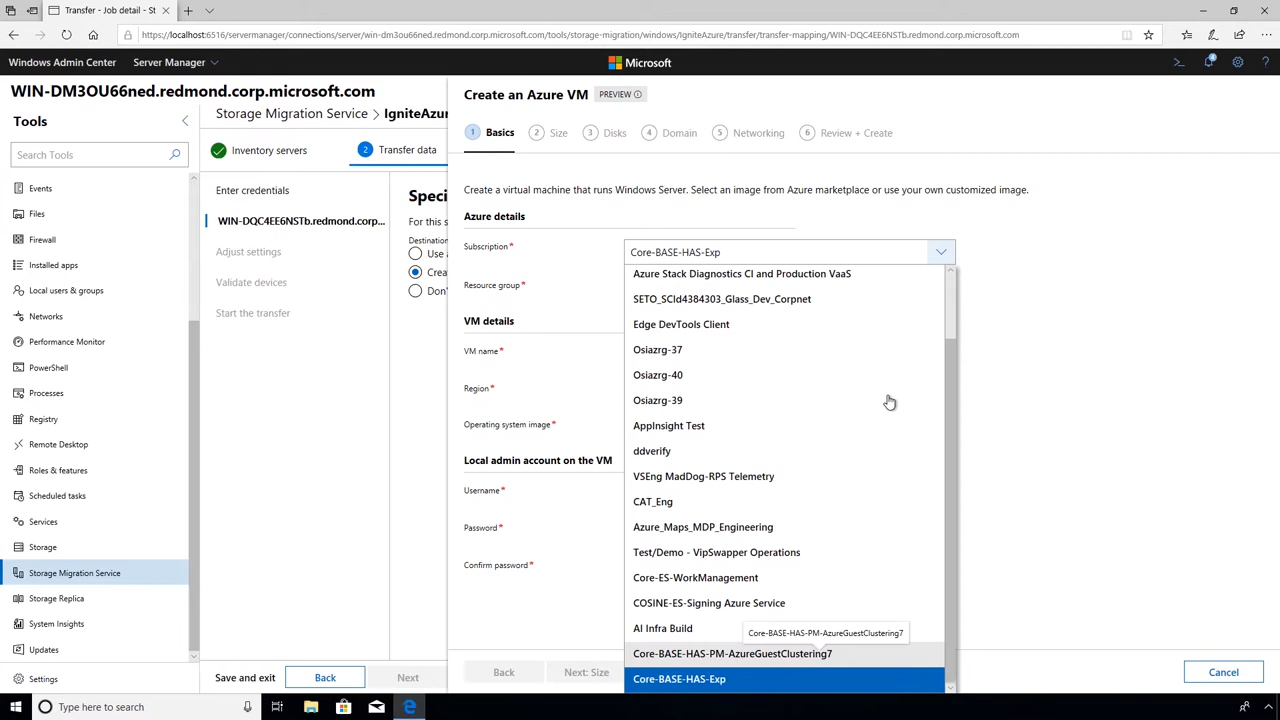 Transfer - Job detail - S
https://localhost:6516/servermanager/connections/server/win-dm3ou66ned.redmond.corp.microsoft.com/tools/storage-migration/windows/IgniteAzure/transfer/transfer-mapping/WIN-DQC4EE6NSTb.redmond.corp.microsoft.com
Windows Admin Center
Server Manager
Microsoft
WIN-DM3OU66ned.redmond.corp.microsoft.com
Tools
Search Tools
Events
Files
Firewall
Installed apps
Local users & groups
Networks
Performance Monitor
PowerShell
Processes
Registry
Remote Desktop
Roles & features
Scheduled tasks
Services
Storage
Storage Migration Service
Storage Replica
System Insights
Updates
Settings
Storage Migration Service > IgniteAzur
Inventory servers
2 Transfer data
Enter credentials
WIN-DQC4EE6NSTb.redmond.corp...
Adjust settings
Validate devices
Start the transfer
Speci
For this s
Destination
Use a
Crea
Don'
Save and exit
Back
Next
Create an Azure VM PREVIEW
1 Basics
2 Size
3 Disks
4 Domain
5 Networking
6 Review + Create
Create a virtual machine that runs Windows Server. Select an image from Azure marketplace or use your own customized image.
Azure details
Subscription*
Core-BASE-HAS-Exp
Resource group*
VM details
VM name*
Region*
Operating system image*
Local admin account on the VM
Username*
Password*
Confirm password*
Azure Stack Diagnostics CI and Production VaaS
SETO_SCId4384303_Glass_Dev_Corpnet
Edge DevTools Client
Osiazrg-37
Osiazrg-40
Osiazrg-39
AppInsight Test
ddverify
VSEng MadDog-RPS Telemetry
CAT_Eng
Azure_Maps_MDP_Engineering
Test/Demo - VipSwapper Operations
Core-ES-WorkManagement
COSINE-ES-Signing Azure Service
AI Infra Build
Core-BASE-HAS-PM-AzureGuestClustering7
Core-BASE-HAS-PM-AzureGuestClustering7
Core-BASE-HAS-Exp
Back
Next: Size
Cancel
Type here to search